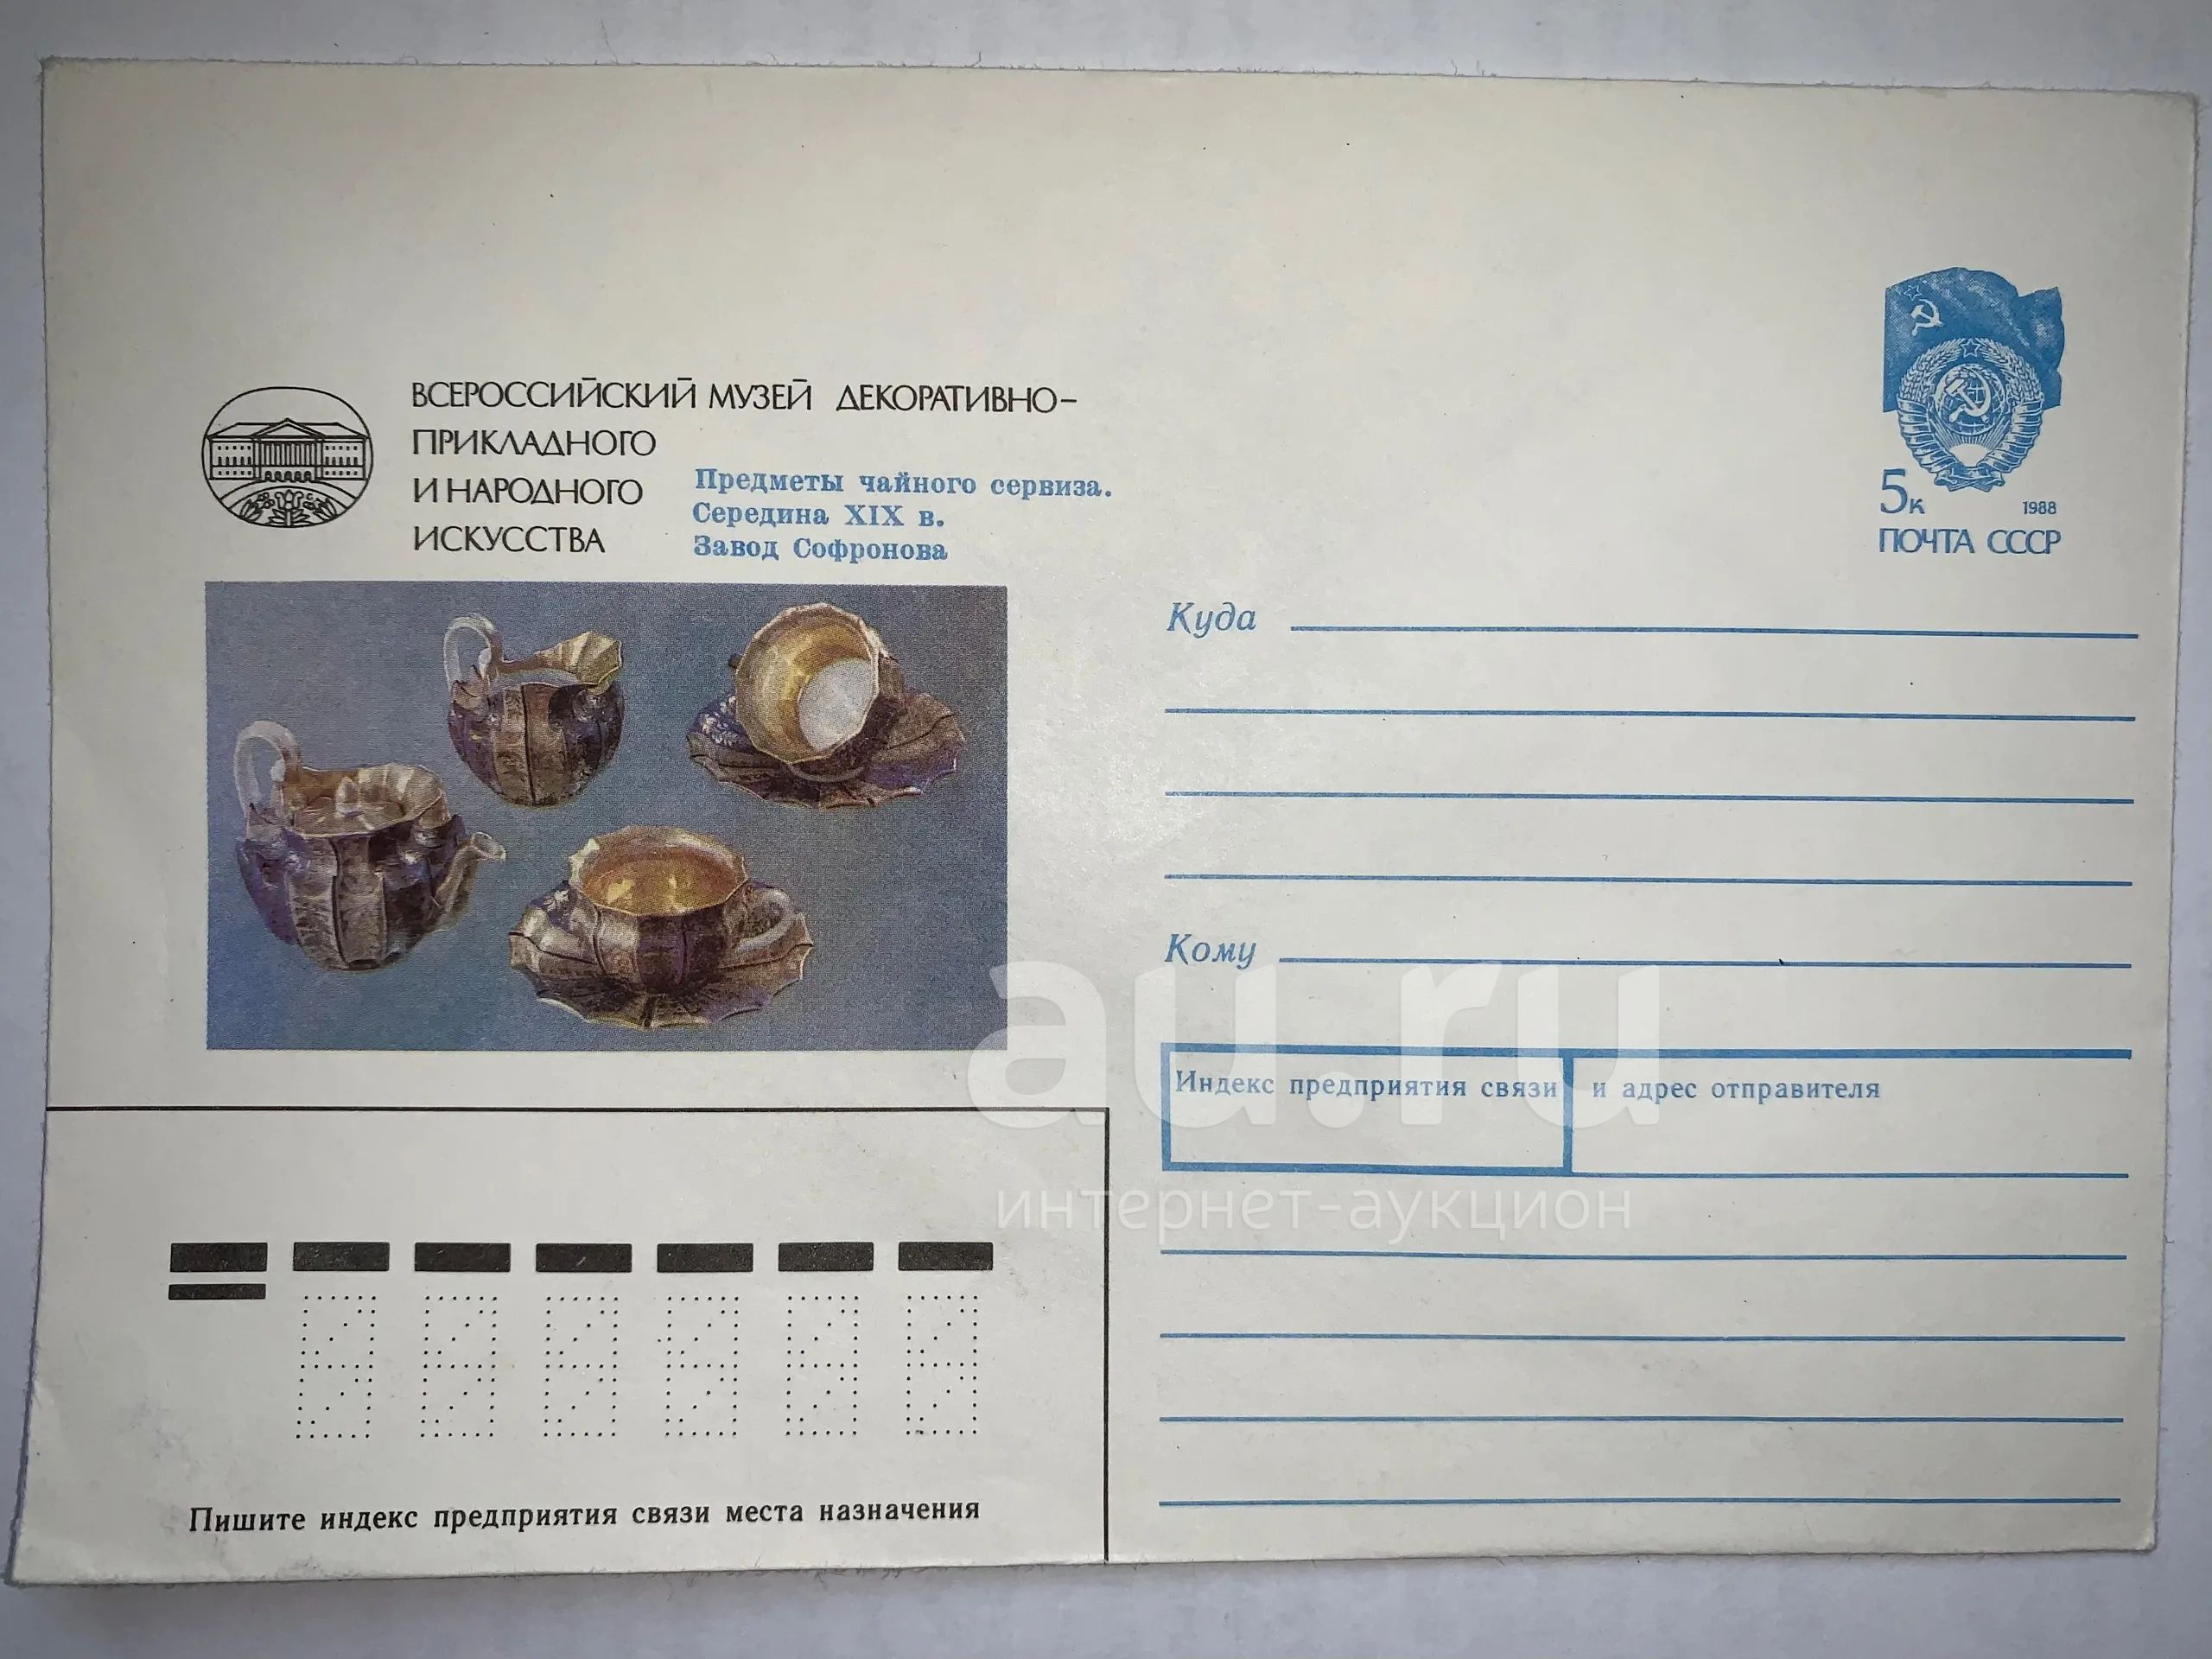 ВСЕРОССИЙСКИЙ МУЗЕЙ ДЕКОРАТИВНО-
ПРИКЛАДНОГО
И НАРОДНОГО
ИСКУССТВА
Предметы чайного сервиза.
Середина XIX в.
Завод Софронова
5к 1988
ПОЧТА СССР
Куда
Кому
Индекс предприятия связи и адрес отправителя
au.ru
интернет-аукцион
Пишите индекс предприятия связи места назначения